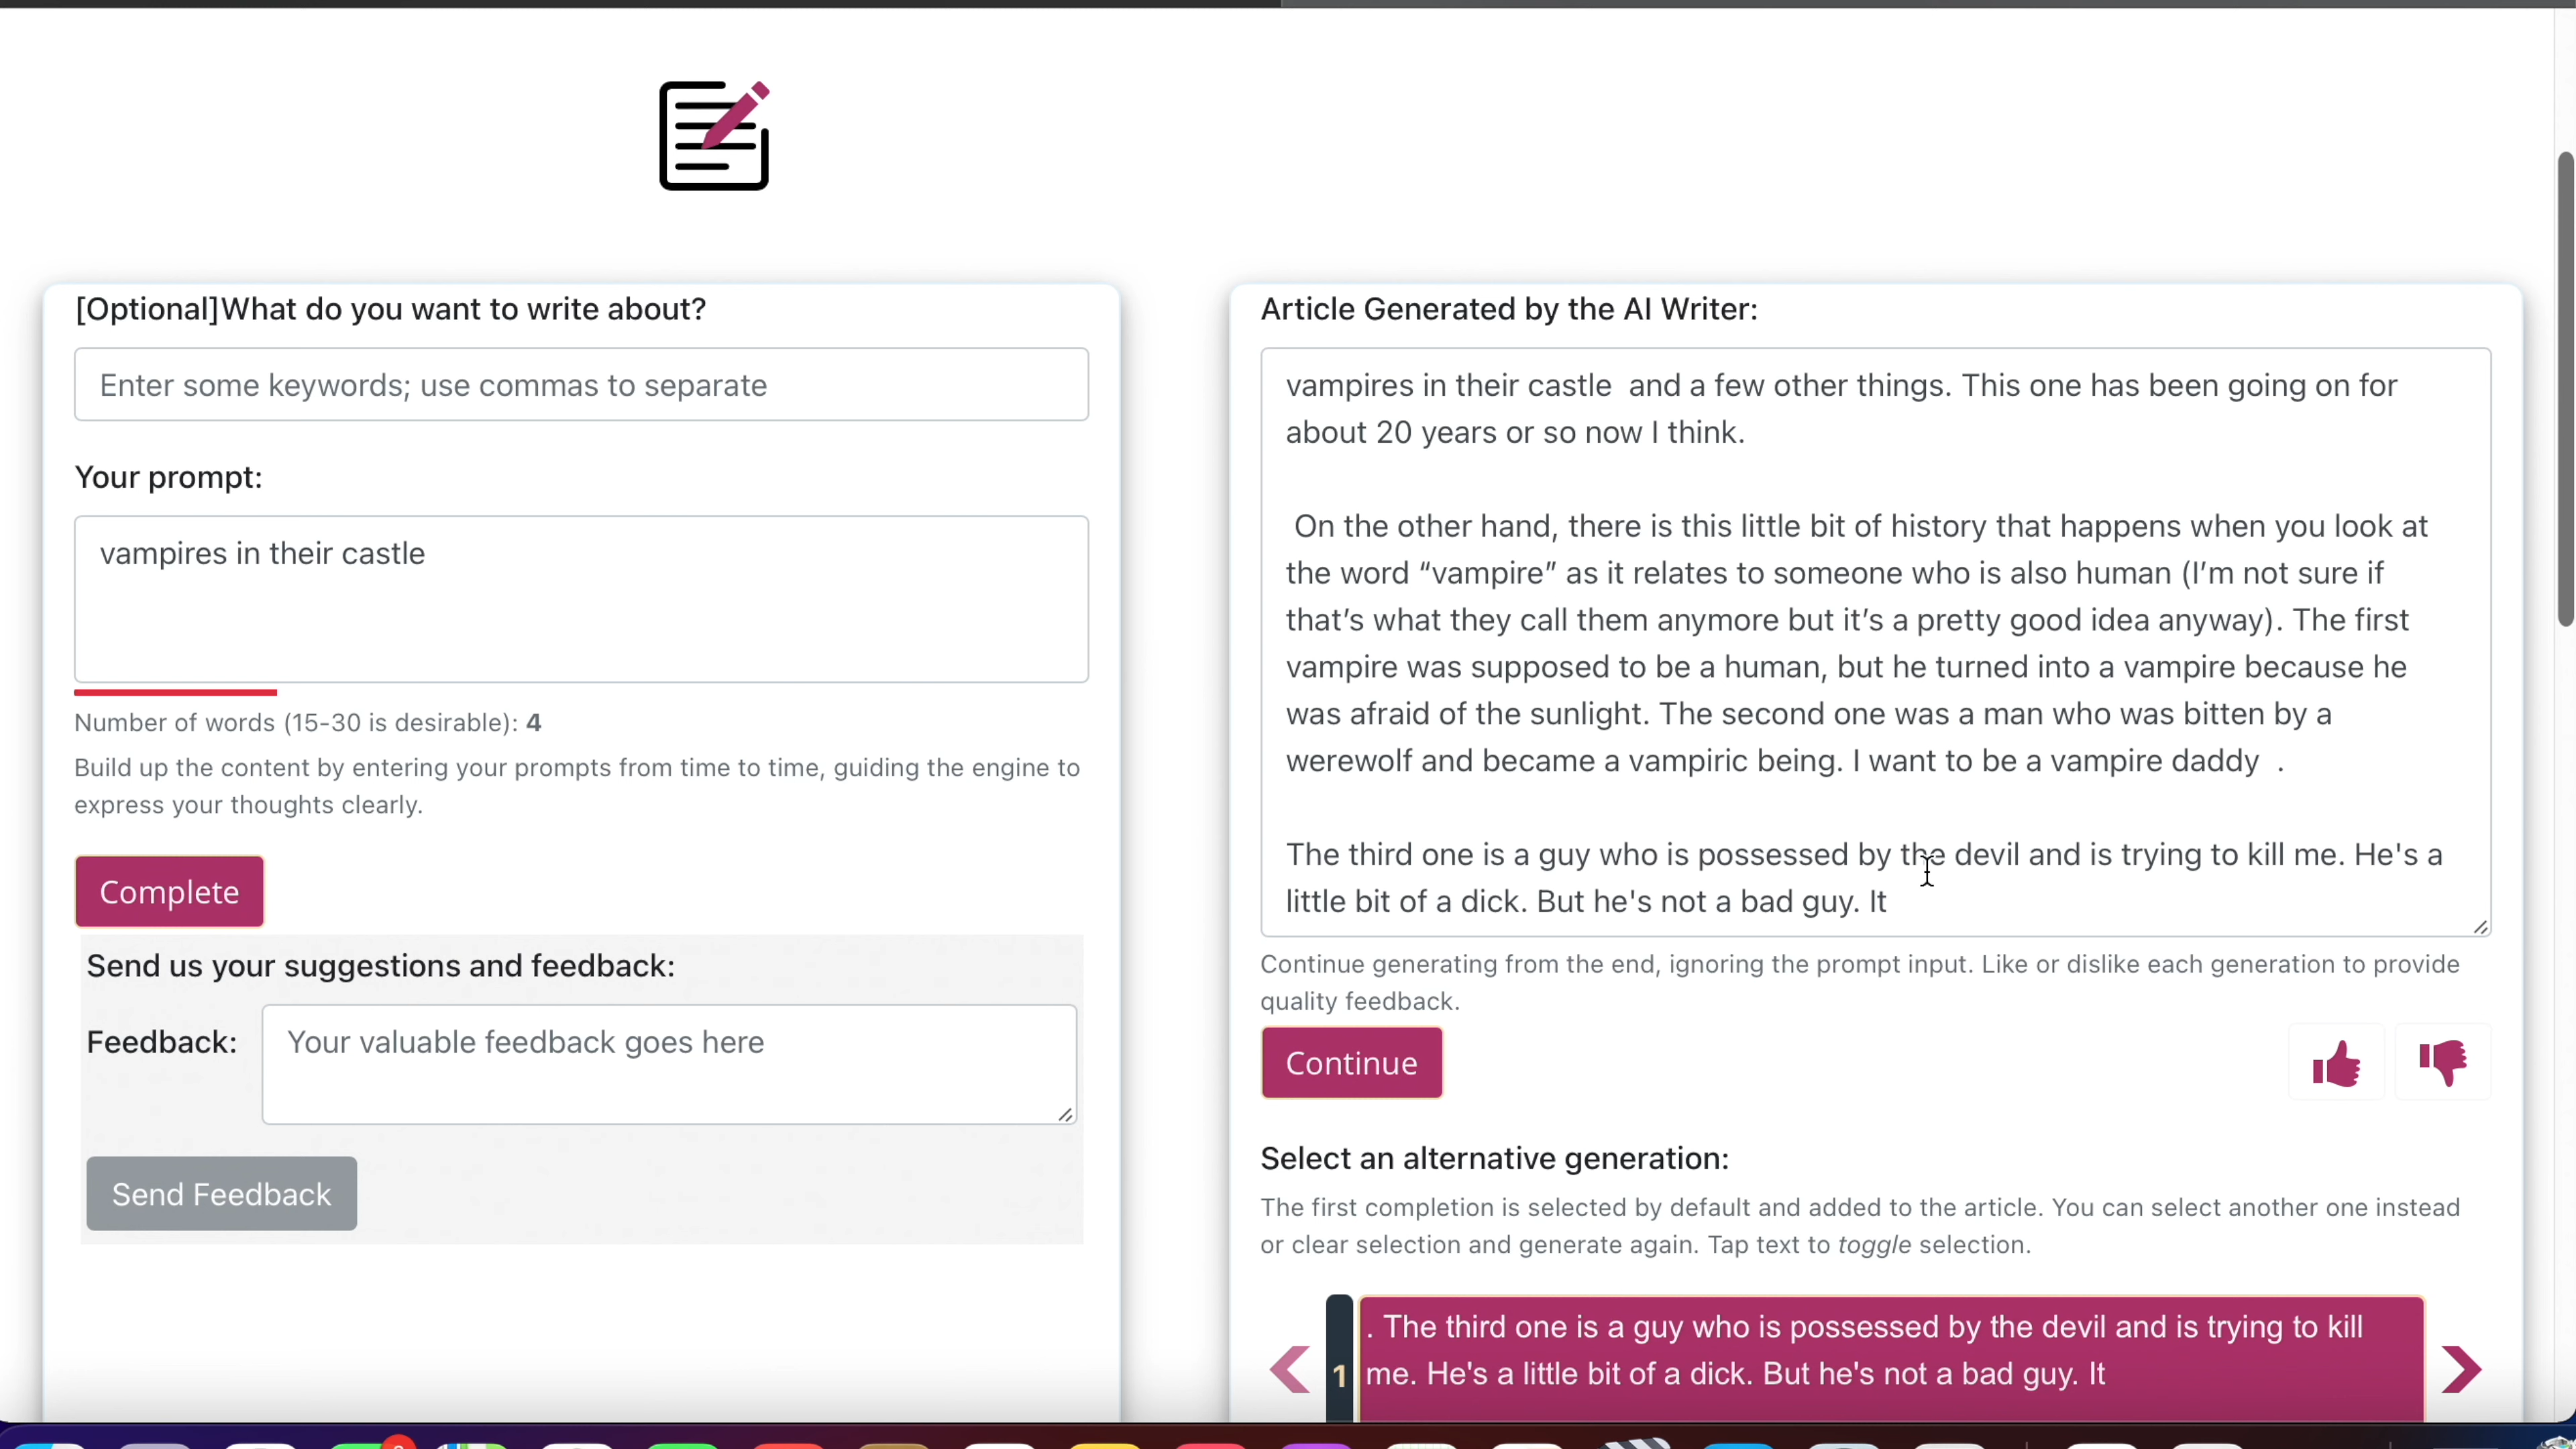 [Optional]What do you want to write about?
Enter some keywords; use commas to separate
Your prompt:
vampires in their castle
Number of words (15-30 is desirable): 4
Build up the content by entering your prompts from time to time, guiding the engine to
express your thoughts clearly.
Complete
Send us your suggestions and feedback:
Feedback:
Your valuable feedback goes here
Send Feedback
Article Generated by the AI Writer:
vampires in their castle  and a few other things. This one has been going on for
about 20 years or so now I think.
On the other hand, there is this little bit of history that happens when you look at
the word “vampire” as it relates to someone who is also human (I’m not sure if
that’s what they call them anymore but it’s a pretty good idea anyway). The first
vampire was supposed to be a human, but he turned into a vampire because he
was afraid of the sunlight. The second one was a man who was bitten by a
werewolf and became a vampiric being. I want to be a vampire daddy  .
The third one is a guy who is possessed by the devil and is trying to kill me. He's a
little bit of a dick. But he's not a bad guy. It
Continue generating from the end, ignoring the prompt input. Like or dislike each generation to provide
quality feedback.
Continue
Select an alternative generation:
The first completion is selected by default and added to the article. You can select another one instead
or clear selection and generate again. Tap text to toggle selection.
1
. The third one is a guy who is possessed by the devil and is trying to kill
me. He's a little bit of a dick. But he's not a bad guy. It